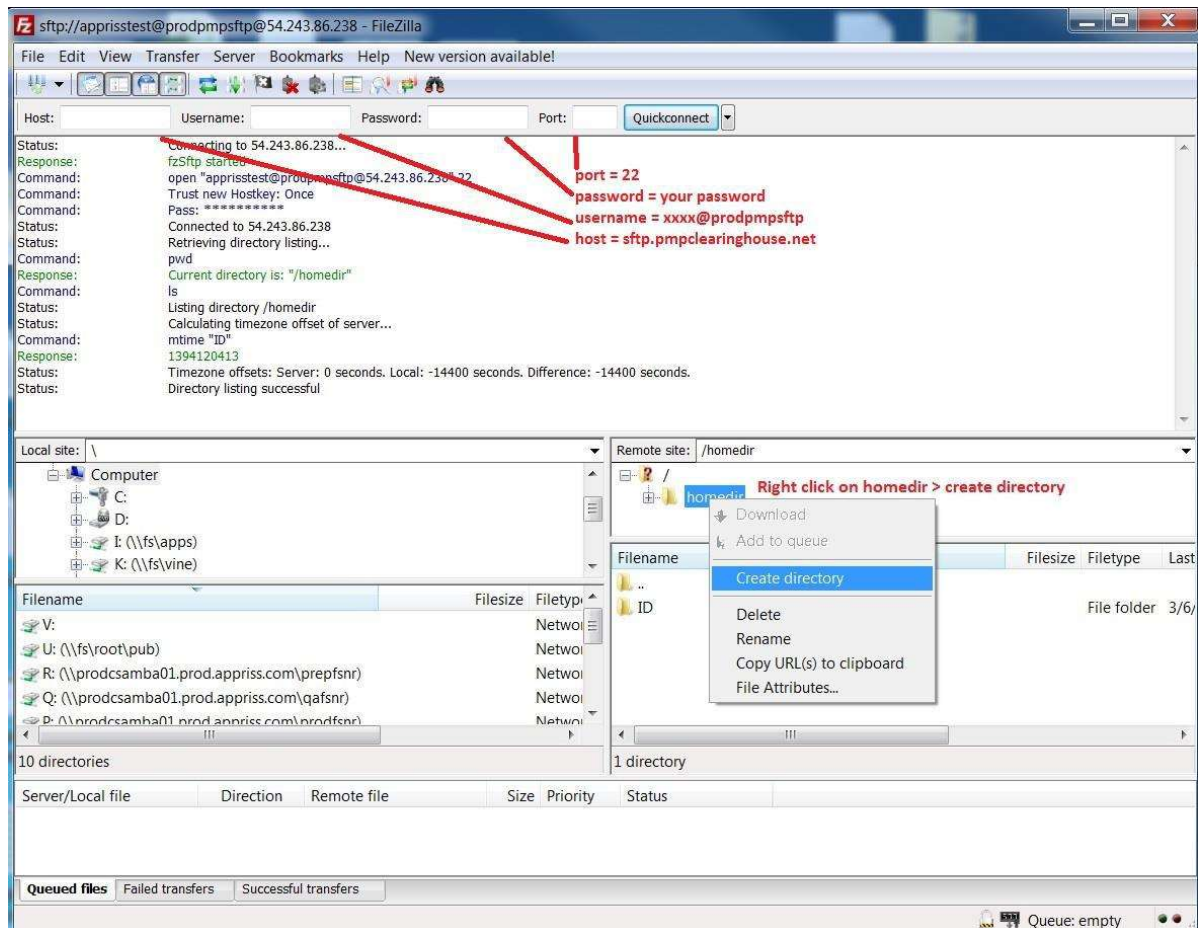 sftp://apprisstest@prodpmpsftp@54.243.86.238 - FileZilla
File Edit View Transfer Server Bookmarks Help New version available!
Host: Username: Password: Port: Quickconnect
Status: Connecting to 54.243.86.238...
Response: fzSftp started
Command: open "apprisstest@prodpmpsftp@54.243.86.238" 22
Command: Trust new Hostkey: Once
Command: Pass: **********
Status: Connected to 54.243.86.238
Status: Retrieving directory listing...
Command: pwd
Response: Current directory is: "/homedir"
Command: ls
Status: Listing directory /homedir
Status: Calculating timezone offset of server...
Command: mtime "ID"
Response: 1394120413
Status: Timezone offsets: Server: 0 seconds. Local: -14400 seconds. Difference: -14400 seconds.
Status: Directory listing successful
port = 22
password = your password
username = xxxx@prodpmpsftp
host = sftp.pmpclearinghouse.net
Local site: \
Computer
C:
D:
I: (\\fs\apps)
K: (\\fs\vine)
Filename Filesize Filetyp
V: Networ
U: (\\fs\root\pub) Networ
R: (\\prodcsamba01.prod.appriss.com\prepfsnr) Networ
Q: (\\prodcsamba01.prod.appriss.com\qafsnr) Networ
P: (\\prodcsamba01.prod.appriss.com\prodfsnr) Networ
10 directories
Remote site: /homedir
/
homedir
Right click on homedir > create directory
Download
Add to queue
Create directory
Delete
Rename
Copy URL(s) to clipboard
File Attributes...
Filename Filesize Filetype Last
..
ID File folder 3/6/
1 directory
Server/Local file Direction Remote file Size Priority Status
Queued files Failed transfers Successful transfers
Queue: empty